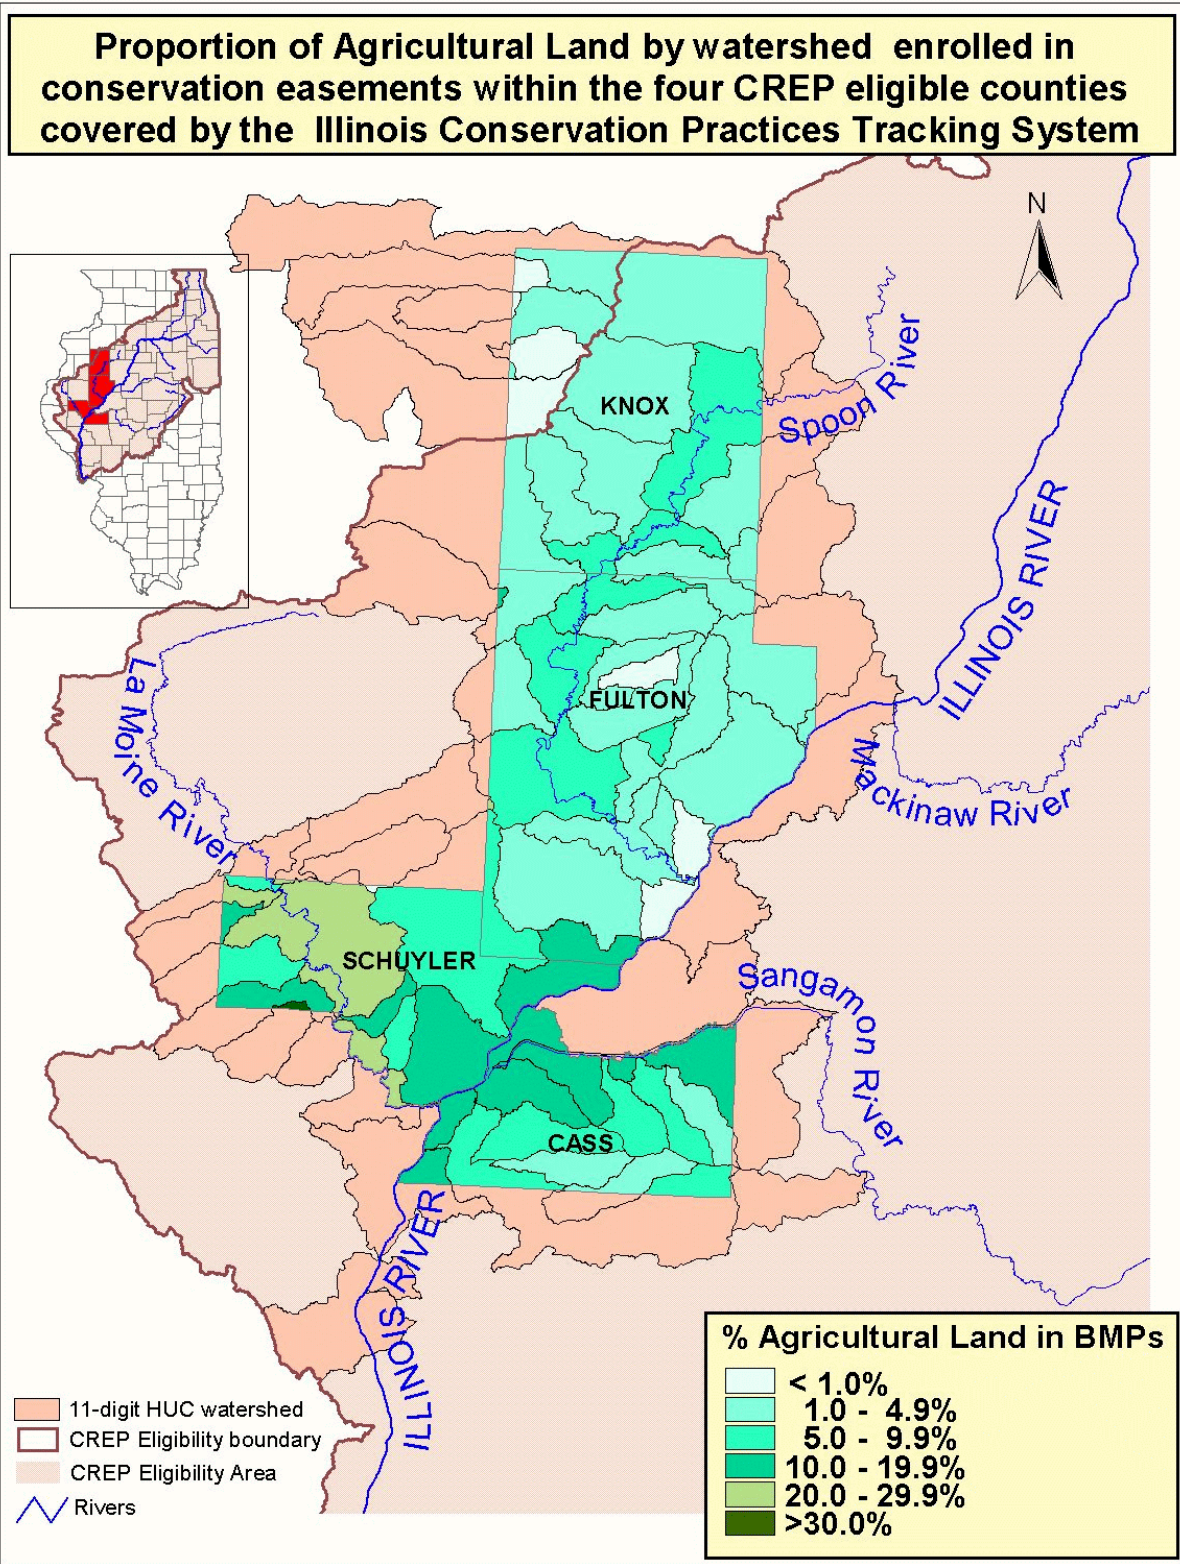 Proportion of Agricultural Land by watershed enrolled in
conservation easements within the four CREP eligible counties
covered by the Illinois Conservation Practices Tracking System
N
Spoon River
KNOX
ILLINOIS RIVER
La Moine River
FULTON
Mackinaw River
SCHUYLER
Sangamon River
CASS
ILLINOIS RIVER
% Agricultural Land in BMPs
< 1.0%
1.0 - 4.9%
5.0 - 9.9%
10.0 - 19.9%
20.0 - 29.9%
>30.0%
11-digit HUC watershed
CREP Eligibility boundary
CREP Eligibility Area
Rivers